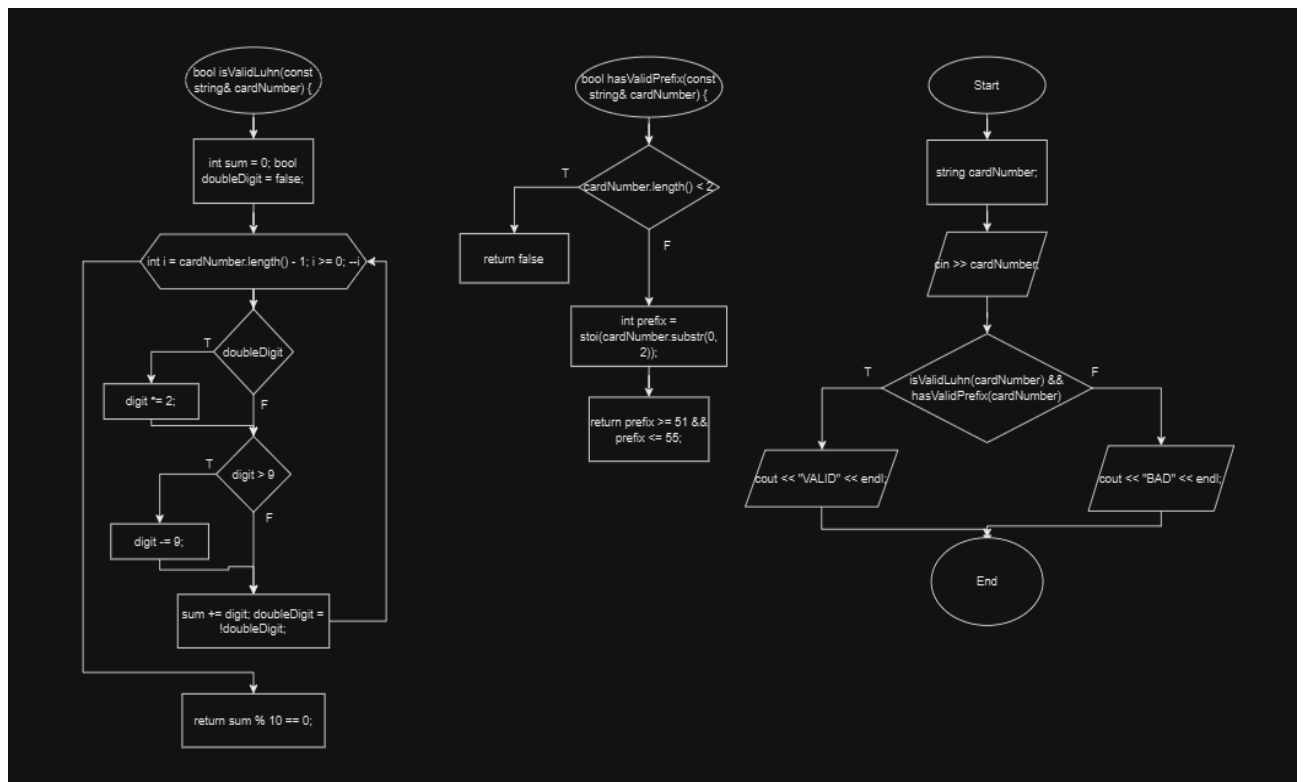 bool isValidLuhn(const
string& cardNumber) {
int sum = 0; bool
doubleDigit = false;
int i = cardNumber.length() - 1; i >= 0; --i
doubleDigit
T
digit *= 2;
F
digit > 9
T
digit -= 9;
F
sum += digit; doubleDigit =
!doubleDigit;
return sum % 10 == 0;
bool hasValidPrefix(const
string& cardNumber) {
cardNumber.length() < 2
T
return false
F
int prefix =
stoi(cardNumber.substr(0,
2));
return prefix >= 51 &&
prefix <= 55;
Start
string cardNumber;
cin >> cardNumber;
isValidLuhn(cardNumber) &&
hasValidPrefix(cardNumber)
T
F
cout << "VALID" << endl;
cout << "BAD" << endl;
End